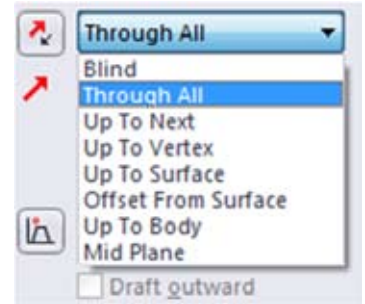 Through All
Blind
Through All
Up To Next
Up To Vertex
Up To Surface
Offset From Surface
Up To Body
Mid Plane
Draft outward